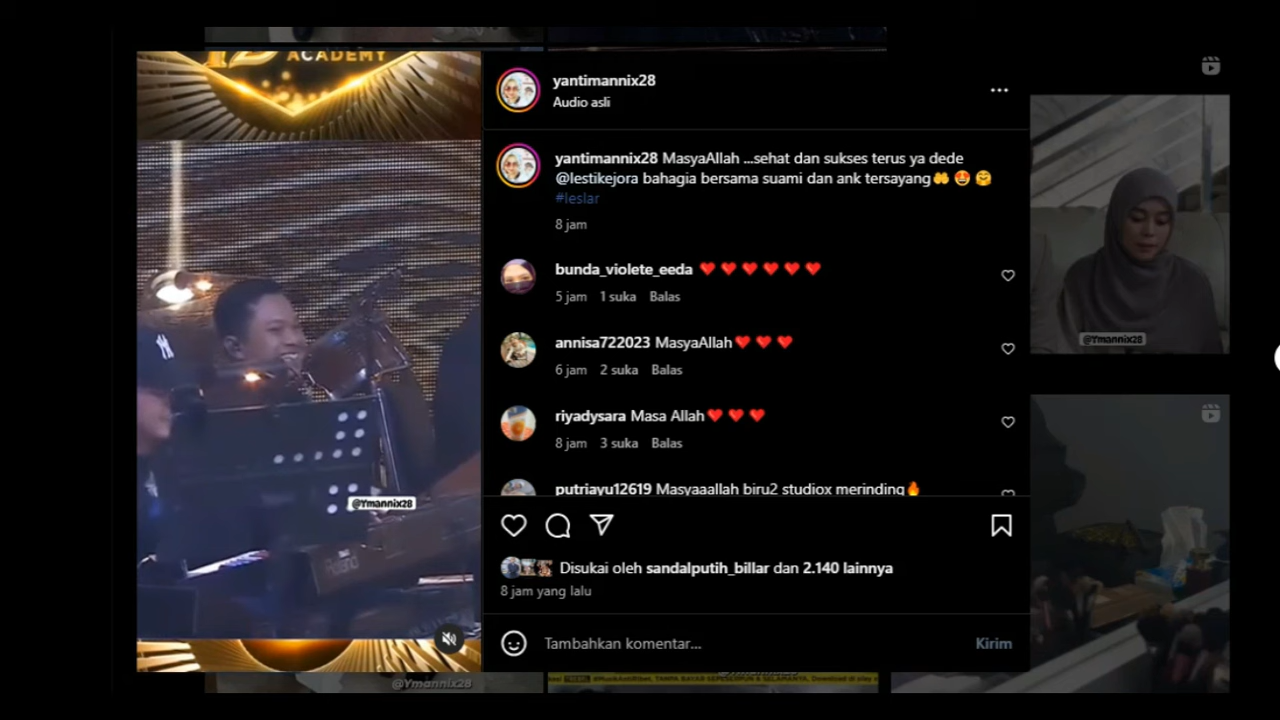 ACADEMY
yantimannix28
Audio asli
yantimannix28 MasyaAllah ...sehat dan sukses terus ya dede
@lestikejora bahagia bersama suami dan ank tersayang🤲 🤩 🤗
#leslar
8 jam
bunda_violete_eeda ❤️ ❤️ ❤️ ❤️ ❤️ ❤️
5 jam 1 suka Balas
annisa722023 MasyaAllah❤️ ❤️ ❤️
6 jam 2 suka Balas
riyadysara Masa Allah❤️ ❤️ ❤️
8 jam 3 suka Balas
putriayu12619 Masyaaallah biru2 studiox merinding🔥
Disukai oleh sandalputih_billar dan 2.140 lainnya
8 jam yang lalu
Tambahkan komentar...
Kirim
@Ymannix28
Roland
@Ymannix28
@Ymannix28